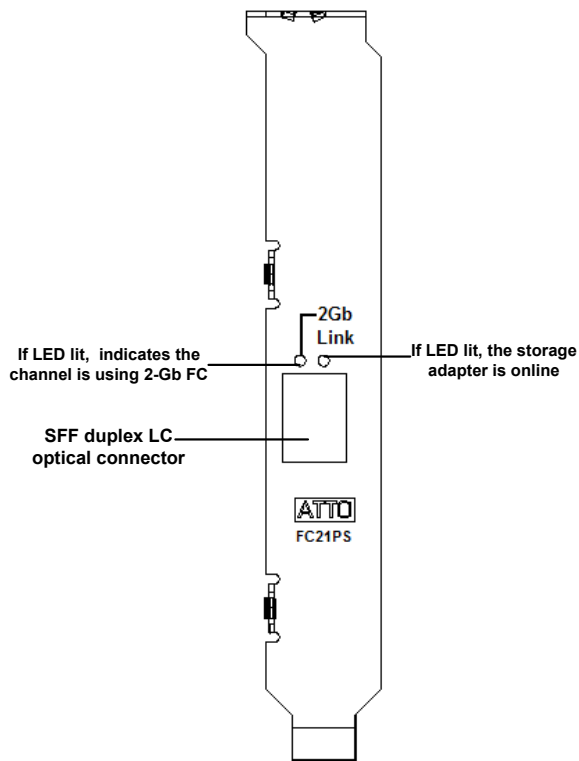 2Gb
Link
If LED lit, indicates the
channel is using 2-Gb FC
If LED lit, the storage
adapter is online
SFF duplex LC
optical connector
ATTO
FC21PS